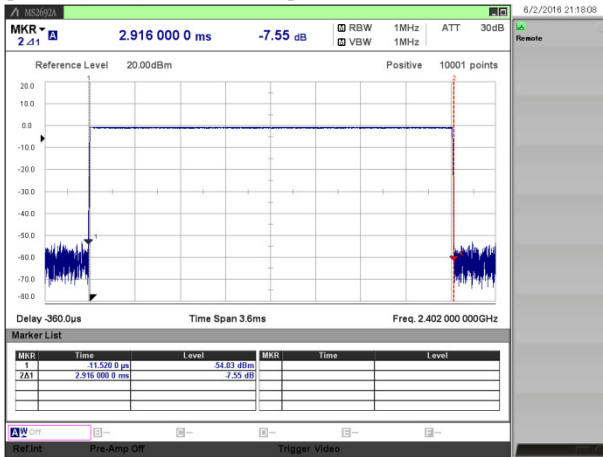 MS2692A
6/2/2016 21:18:08
MKR
2Δ1 A 2.916 000 0 ms -7.55 dB
M RBW 1MHz ATT 30dB
M VBW 1MHz
Remote
Reference Level 20.00dBm Positive 10001 points
1 2
20.0
10.0
0.0
-10.0
-20.0
-30.0
-40.0
-50.0
1
-60.0
-70.0
-80.0
Delay -360.0μs Time Span 3.6ms Freq. 2.402 000 000GHz
Marker List
MKR Time Level MKR Time Level
1 -11.520 0 μs -54.03 dBm
2Δ1 2.916 000 0 ms -7.55 dB
A Off B -- C -- D -- E -- F --
Ref.Int Pre-Amp Off Trigger Video